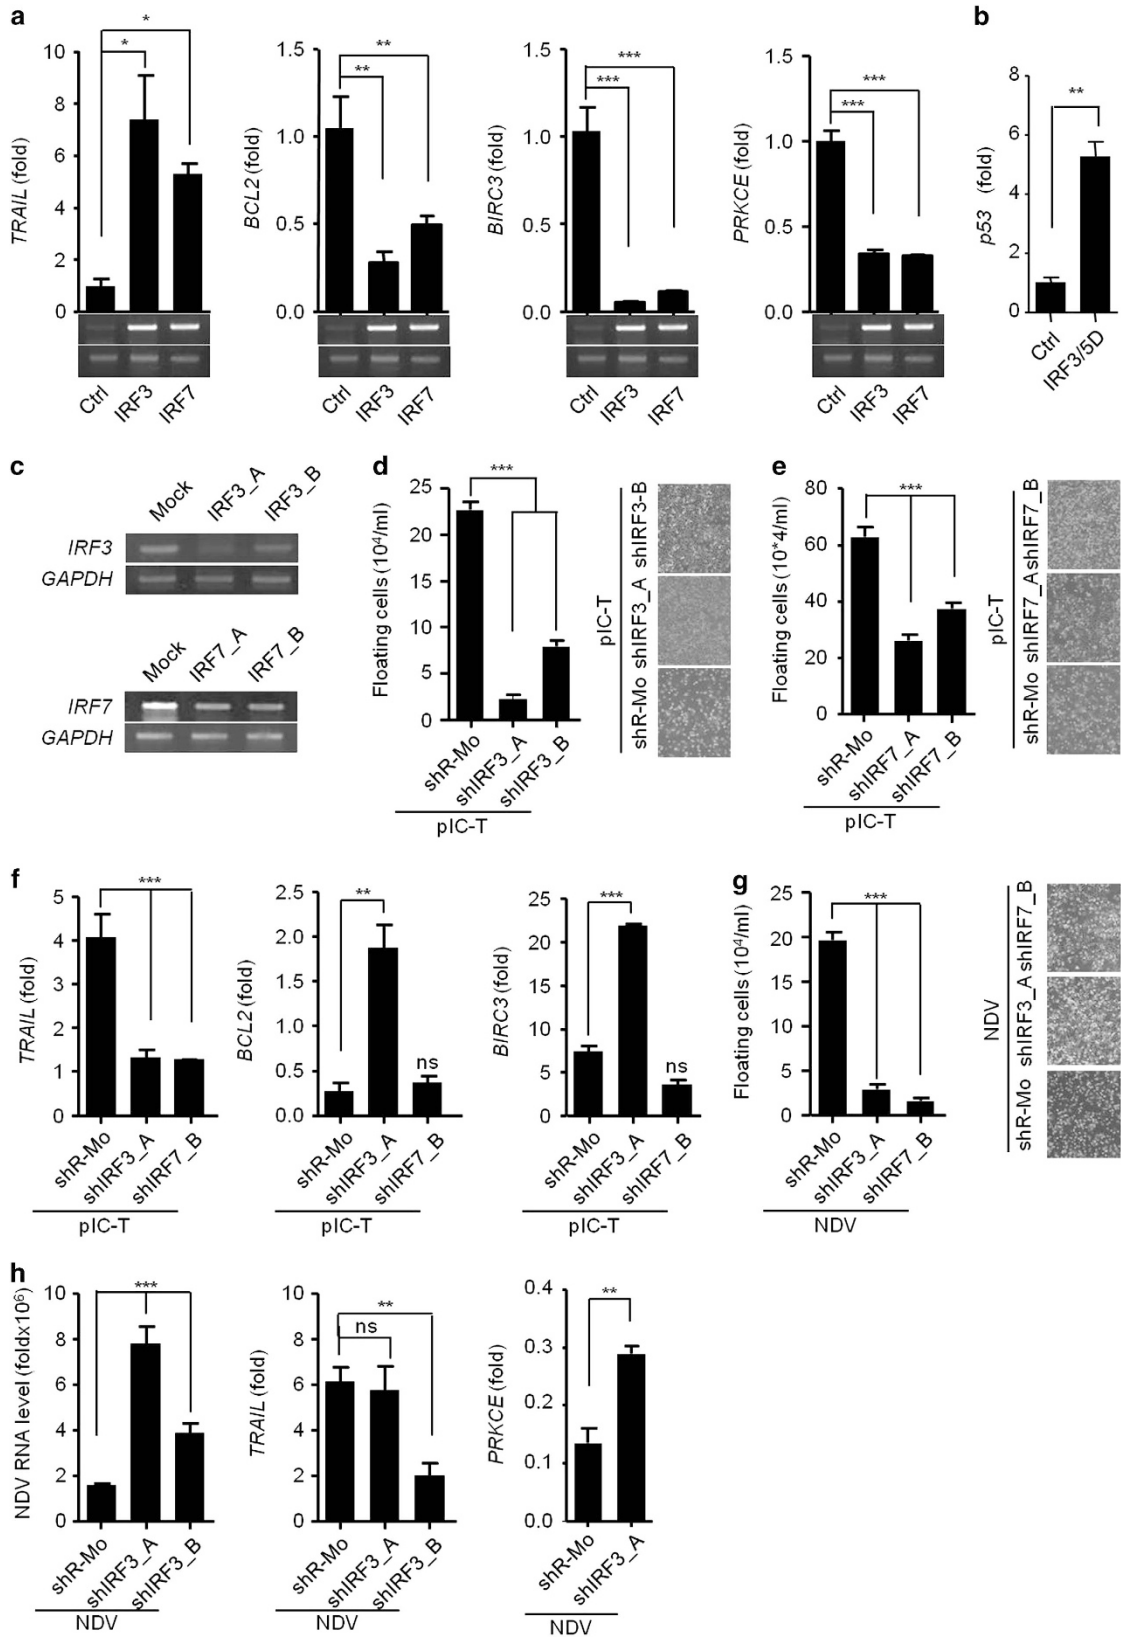 a
TRAIL (fold)
10
8
6
4
2
0
*
*
Ctrl
IRF3
IRF7
BCL2 (fold)
1.5
1.0
0.5
0.0
**
**
Ctrl
IRF3
IRF7
BIRC3 (fold)
1.5
1.0
0.5
0.0
***
***
Ctrl
IRF3
IRF7
PRKCE (fold)
1.5
1.0
0.5
0.0
***
***
Ctrl
IRF3
IRF7
b
p53 (fold)
8
6
4
2
0
**
Ctrl
IRF3/5D
c
Mock
IRF3_A
IRF3_B
IRF3
GAPDH
Mock
IRF7_A
IRF7_B
IRF7
GAPDH
d
Floating cells (10⁴/ml)
25
20
15
10
5
0
***
shR-Mo
shIRF3_A
shIRF3_B
pIC-T
pIC-T
shR-Mo shIRF3_A shIRF3-B
e
Floating cells (10*4/ml)
80
60
40
20
0
***
shR-Mo
shIRF7_A
shIRF7_B
pIC-T
pIC-T
shR-Mo shIRF7_A shIRF7_B
f
TRAIL (fold)
5
4
3
2
1
0
***
shR-Mo
shIRF3_A
shIRF7_B
pIC-T
BCL2 (fold)
2.5
2.0
1.5
1.0
0.5
0.0
**
ns
shR-Mo
shIRF3_A
shIRF7_B
pIC-T
BIRC3 (fold)
25
20
15
10
5
0
***
ns
shR-Mo
shIRF3_A
shIRF7_B
pIC-T
g
Floating cells (10⁴/ml)
25
20
15
10
5
0
***
shR-Mo
shIRF3_A
shIRF7_B
NDV
NDV
shR-Mo shIRF3_A shIRF7_B
h
NDV RNA level (foldx10⁶)
10
8
6
4
2
0
***
shR-Mo
shIRF3_A
shIRF3_B
NDV
TRAIL (fold)
10
8
6
4
2
0
**
ns
shR-Mo
shIRF3_A
shIRF3_B
NDV
PRKCE (fold)
0.4
0.3
0.2
0.1
0.0
**
shR-Mo
shIRF3_A
NDV